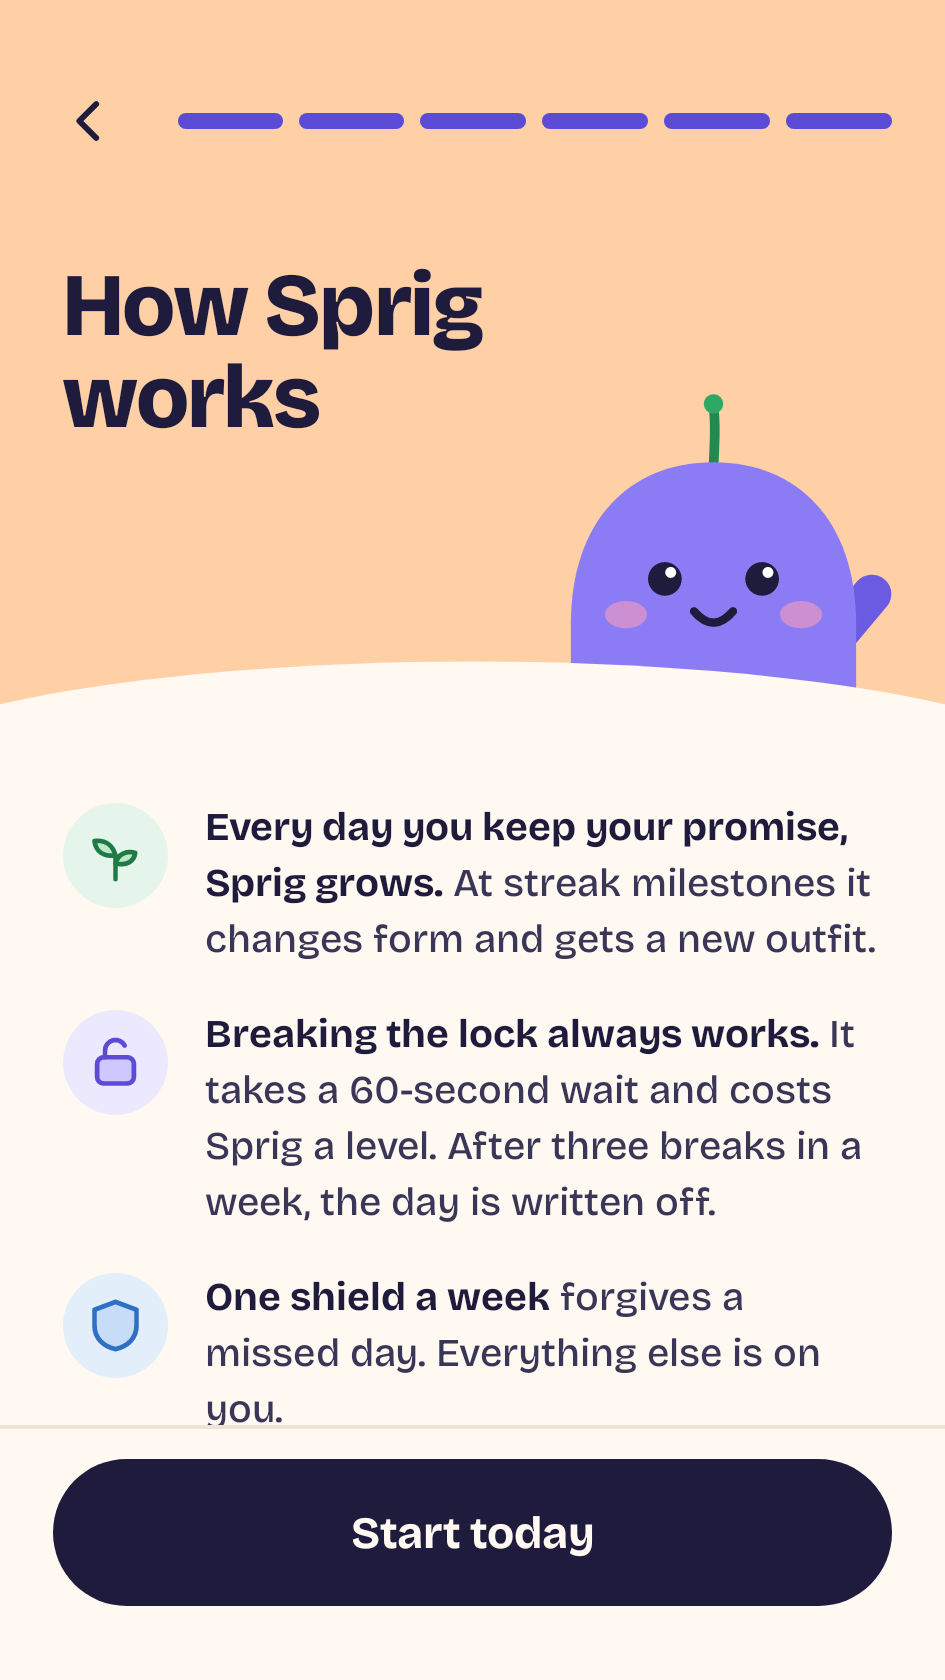 How Sprig
works
Every day you keep your promise,
Sprig grows. At streak milestones it
changes form and gets a new outfit.
Breaking the lock always works. It
takes a 60-second wait and costs
Sprig a level. After three breaks in a
week, the day is written off.
One shield a week forgives a
missed day. Everything else is on
you.
Start today